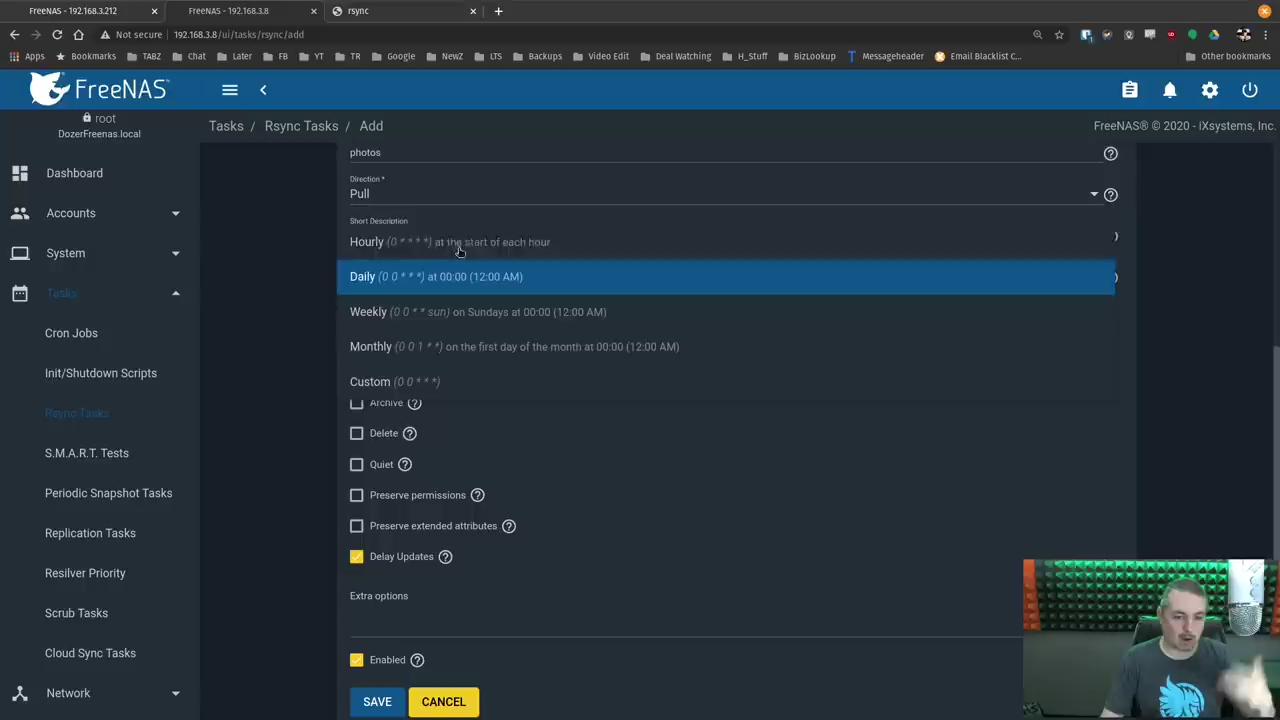 FreeNAS - 192.168.3.212
FreeNAS - 192.168.3.8
rsync
Not secure
192.168.3.8/ui/tasks/rsync/add
Apps
Bookmarks
TABZ
Chat
Later
FB
YT
TR
Google
NewZ
LTS
Backups
Video Edit
Deal Watching
H_Stuff
BizLookup
Messageheader
Email Blacklist C...
Other bookmarks
FreeNAS
root
DozerFreenas.local
Tasks / Rsync Tasks / Add
FreeNAS® © 2020 - iXsystems, Inc.
Dashboard
Accounts
System
Tasks
Cron Jobs
Init/Shutdown Scripts
Rsync Tasks
S.M.A.R.T. Tests
Periodic Snapshot Tasks
Replication Tasks
Resilver Priority
Scrub Tasks
Cloud Sync Tasks
Network
photos
Direction *
Pull
Short Description
Hourly (0 * * * *) at the start of each hour
Daily (0 0 * * *) at 00:00 (12:00 AM)
Weekly (0 0 * * sun) on Sundays at 00:00 (12:00 AM)
Monthly (0 0 1 * *) on the first day of the month at 00:00 (12:00 AM)
Custom (0 0 * * *)
Archive
Delete
Quiet
Preserve permissions
Preserve extended attributes
Delay Updates
Extra options
Enabled
SAVE
CANCEL